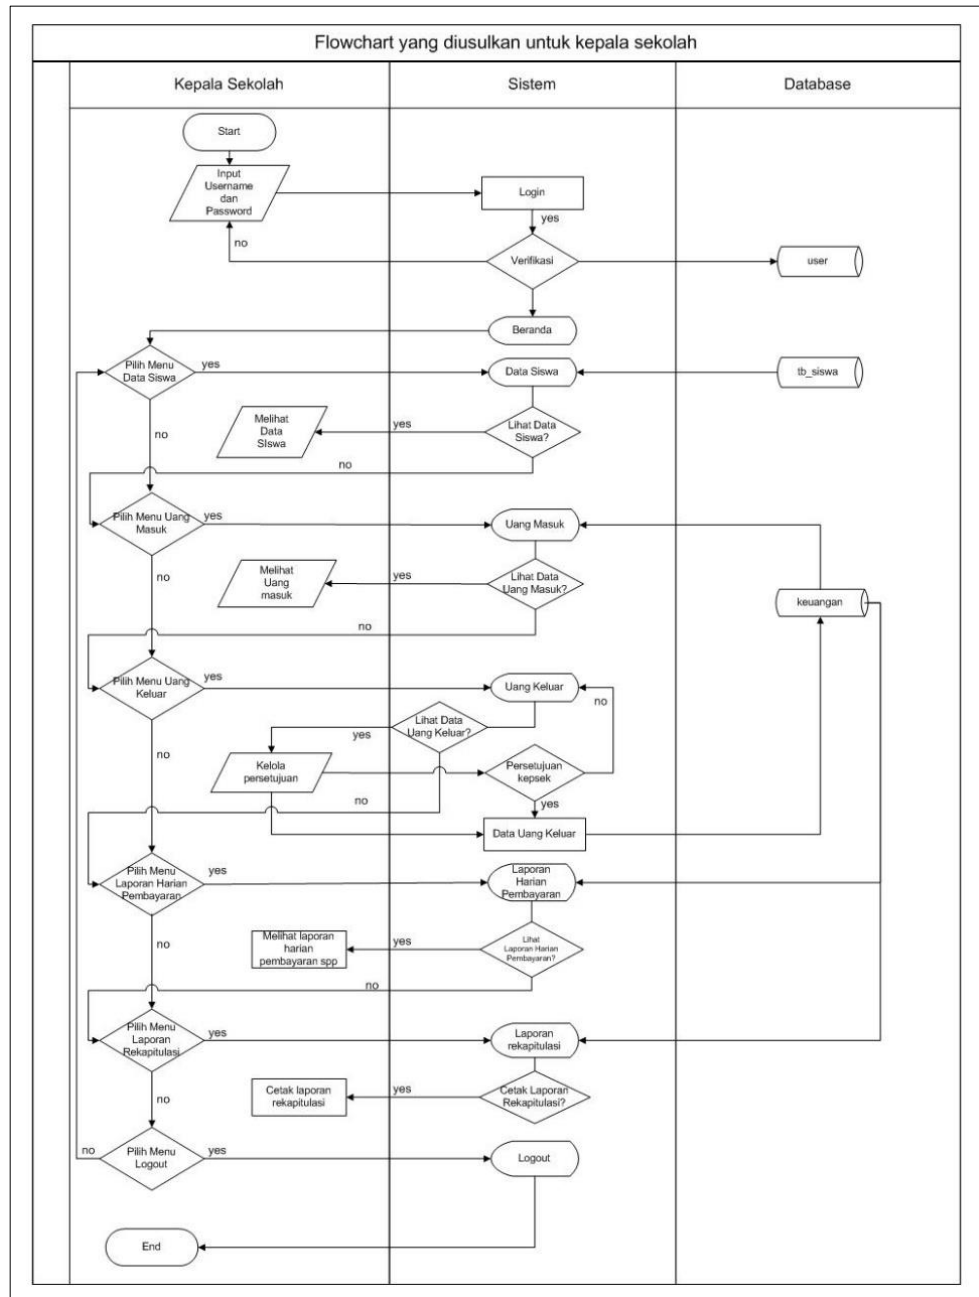 Flowchart yang diusulkan untuk kepala sekolah
Kepala Sekolah
Sistem
Database
Start
Input
Username
dan
Password
Login
yes
no
Verifikasi
user
Beranda
Pilih Menu
Data Siswa
yes
Data Siswa
tb_siswa
Melihat
Data
SIswa
yes
Lihat Data
Siswa?
no
no
Pilih Menu Uang
Masuk
yes
Uang Masuk
Melihat
Uang
masuk
yes
Lihat Data
Uang Masuk?
no
keuangan
no
Pilih Menu Uang
Keluar
yes
Uang Keluar
no
Lihat Data
Uang Keluar?
yes
no
Kelola
persetujuan
Persetujuan
kepsek
no
yes
Data Uang Keluar
Pilih Menu
Laporan Harian
Pembayaran
yes
Laporan
Harian
Pembayaran
no
Melihat laporan
harian
pembayaran spp
yes
Lihat
Laporan Harian
Pembayaran?
no
Pilih Menu
Laporan
Rekapitulasi
yes
Laporan
rekapitulasi
Cetak laporan
rekapitulasi
yes
Cetak Laporan
Rekapitulasi?
no
no
Pilih Menu
Logout
yes
Logout
End